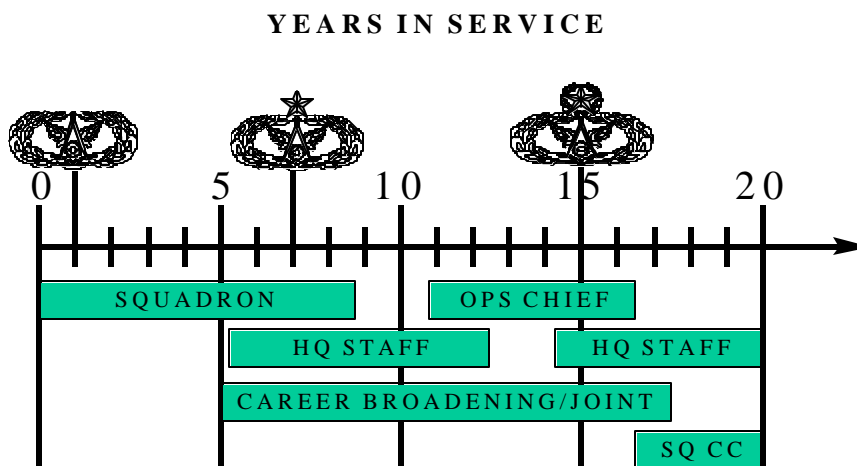 YEARS IN SERVICE
0 5 10 15 20
SQUADRON OPS CHIEF
HQ STAFF HQ STAFF
CAREER BROADENING/JOINT
SQ CC